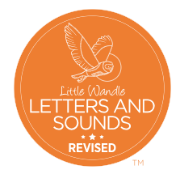 Little Wandle
LETTERS AND
SOUNDS
REVISED
TM